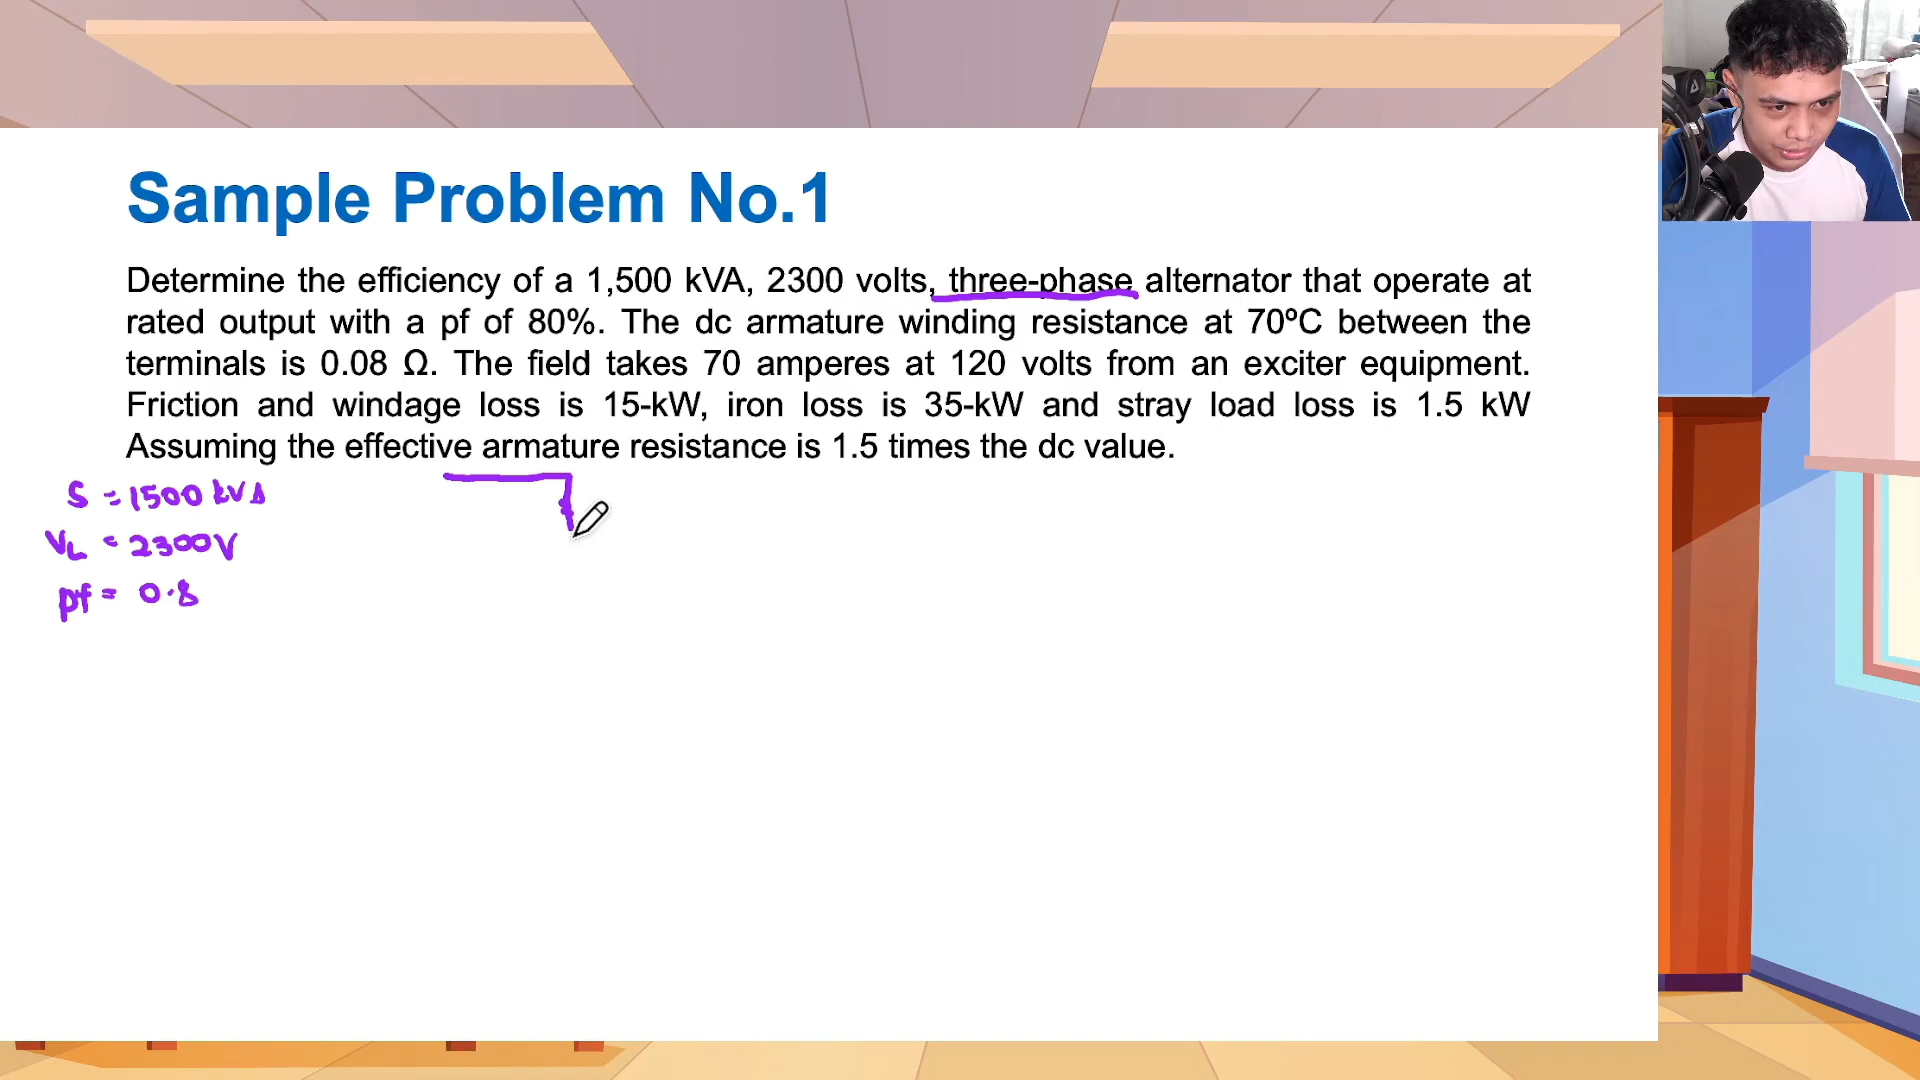 Sample Problem No.1
Determine the efficiency of a 1,500 kVA, 2300 volts, three-phase alternator that operate at
rated output with a pf of 80%. The dc armature winding resistance at 70ºC between the
terminals is 0.08 Ω. The field takes 70 amperes at 120 volts from an exciter equipment.
Friction and windage loss is 15-kW, iron loss is 35-kW and stray load loss is 1.5 kW
Assuming the effective armature resistance is 1.5 times the dc value.
S = 1500 kVA
VL = 2300V
pf = 0.8